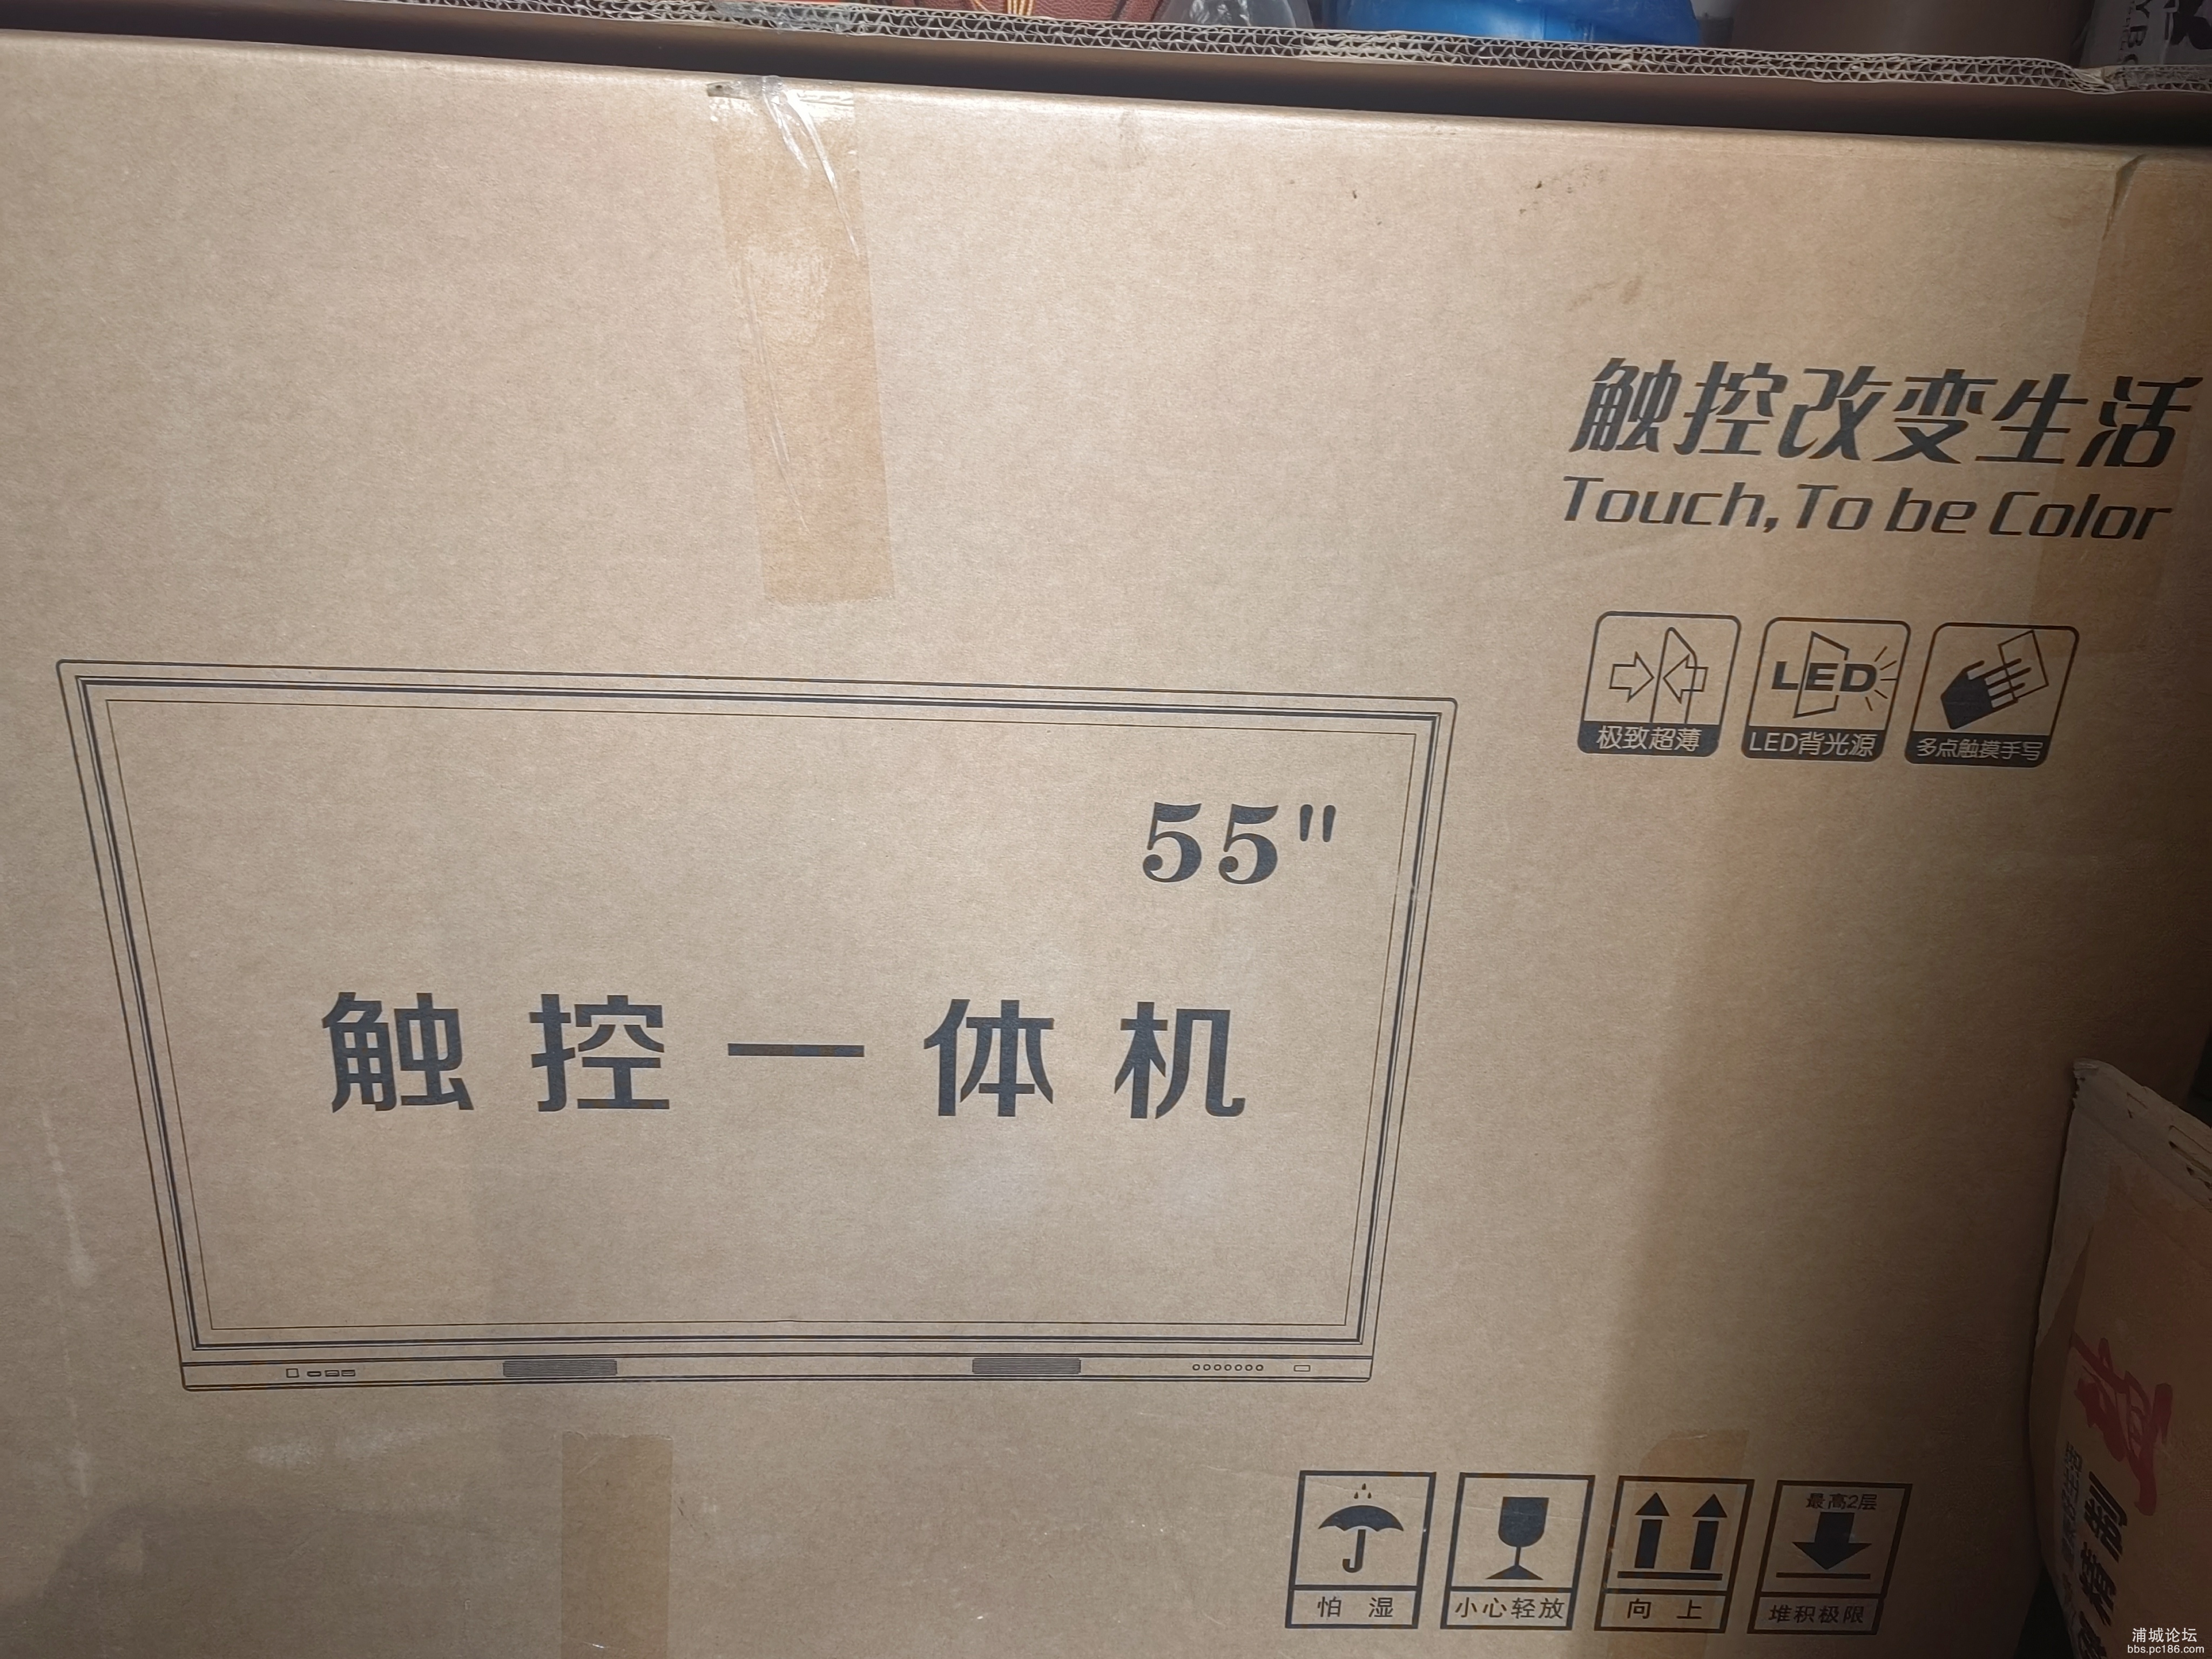 触控改变生活
Touch, To be Color
LED
极致超薄
LED背光源
多点触摸手写
55"
触控一体机
最高2层
怕湿
小心轻放
向上
堆积极限
浦城论坛
bbs.pc186.com